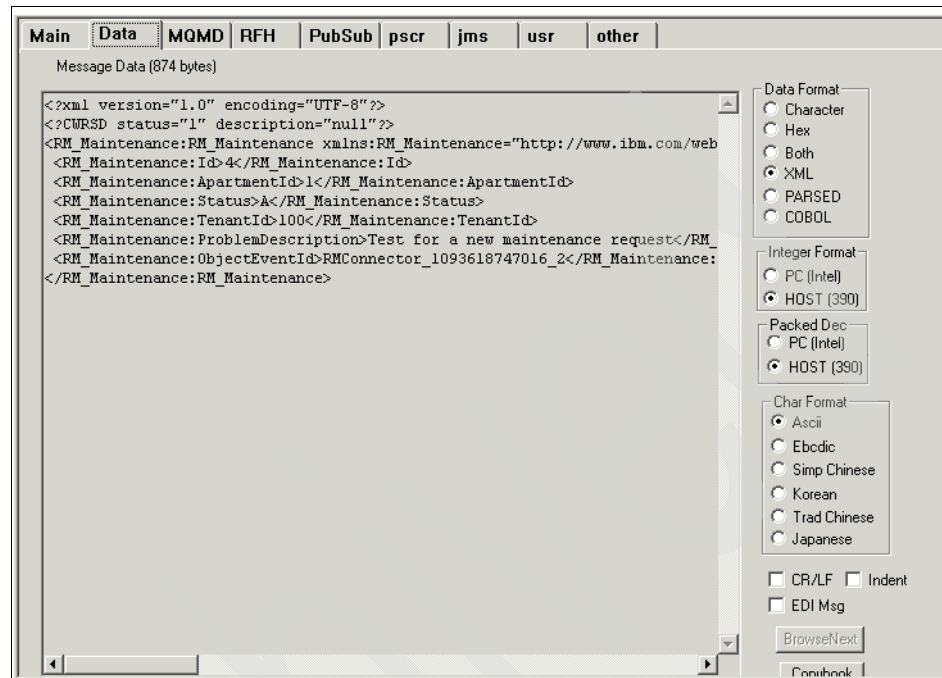 Main Data MQMD RFH PubSub pscr jms usr other
Message Data (874 bytes)
<?xml version="1.0" encoding="UTF-8"?>
<?CWRSD status="1" description="null"?>
<RM_Maintenance:RM_Maintenance xmlns:RM_Maintenance="http://www.ibm.com/web
<RM_Maintenance:Id>4</RM_Maintenance:Id>
<RM_Maintenance:ApartmentId>1</RM_Maintenance:ApartmentId>
<RM_Maintenance:Status>A</RM_Maintenance:Status>
<RM_Maintenance:TenantId>100</RM_Maintenance:TenantId>
<RM_Maintenance:ProblemDescription>Test for a new maintenance request</RM_
<RM_Maintenance:ObjectEventId>RMConnector_1093618747016_2</RM_Maintenance:
</RM_Maintenance:RM_Maintenance>
Data Format
Character
Hex
Both
XML
PARSED
COBOL
Integer Format
PC (Intel)
HOST (390)
Packed Dec
PC (Intel)
HOST (390)
Char Format
Ascii
Ebcdic
Simp Chinese
Korean
Trad Chinese
Japanese
CR/LF Indent
EDI Msg
BrowseNext
Copybook